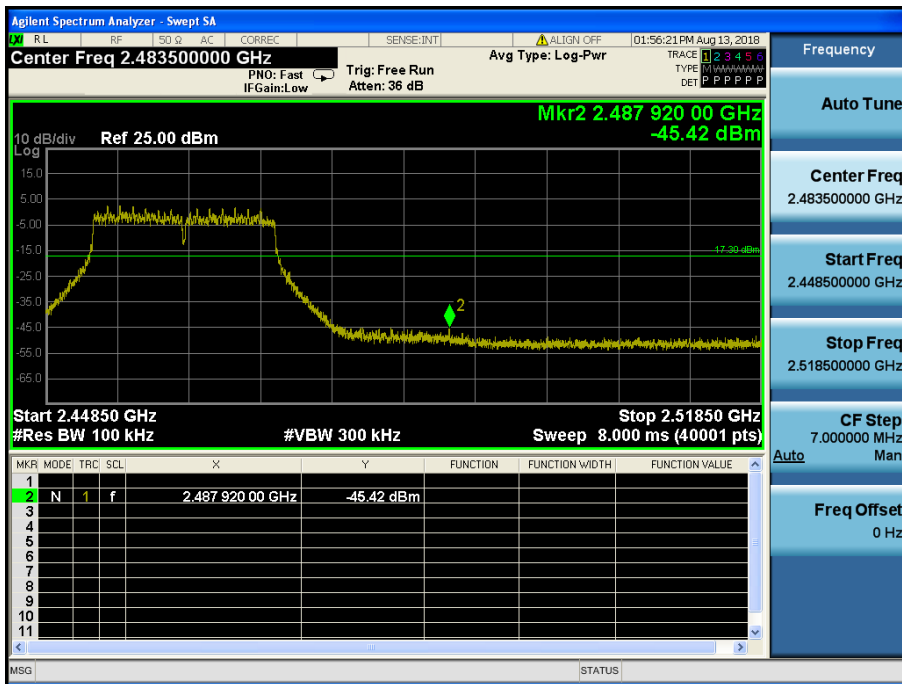 Agilent Spectrum Analyzer - Swept SA
LXI RL RF 50 Ω AC CORREC SENSE:INT ALIGN OFF 01:56:21 PM Aug 13, 2018
Center Freq 2.483500000 GHz
PNO: Fast
IFGain:Low
Trig: Free Run
Atten: 36 dB
Avg Type: Log-Pwr
TRACE 1 2 3 4 5 6
TYPE MWWWWW
DET P P P P P P
Mkr2 2.487 920 00 GHz
-45.42 dBm
10 dB/div Ref 25.00 dBm
Log
15.0
5.00
-5.00
-15.0
-17.30 dBm
-25.0
-35.0
2
-45.0
-55.0
-65.0
Start 2.44850 GHz Stop 2.51850 GHz
#Res BW 100 kHz #VBW 300 kHz Sweep 8.000 ms (40001 pts)
MKR MODE TRC SCL X Y FUNCTION FUNCTION WIDTH FUNCTION VALUE
1
2 N 1 f 2.487 920 00 GHz -45.42 dBm
3
4
5
6
7
8
9
10
11
MSG STATUS
Frequency
Auto Tune
Center Freq
2.483500000 GHz
Start Freq
2.448500000 GHz
Stop Freq
2.518500000 GHz
CF Step
7.000000 MHz
Auto Man
Freq Offset
0 Hz